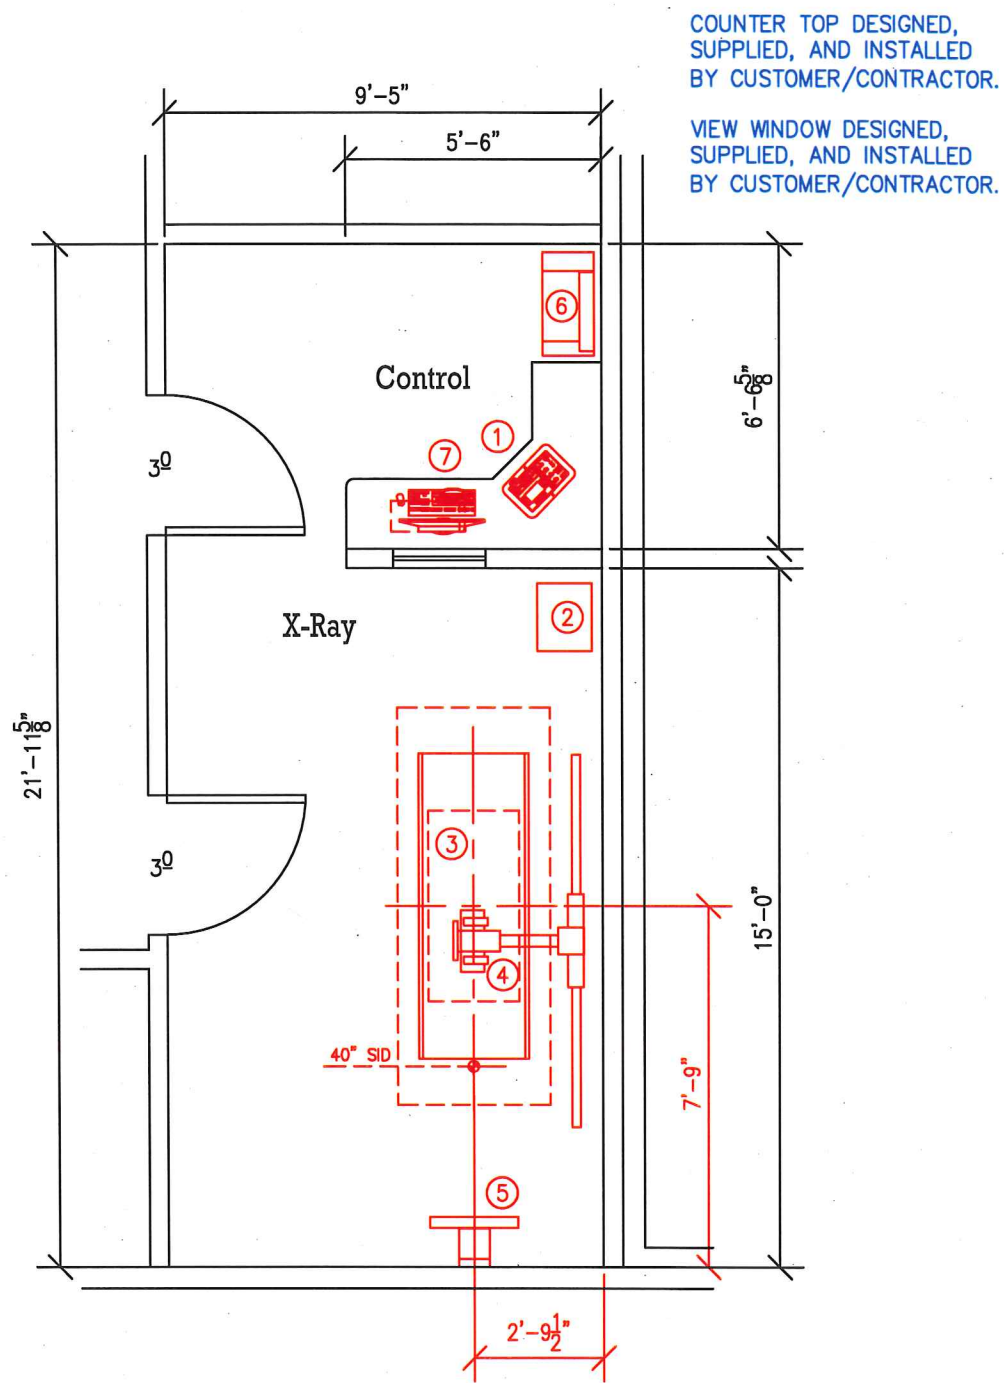 COUNTER TOP DESIGNED,
SUPPLIED, AND INSTALLED
BY CUSTOMER/CONTRACTOR.
VIEW WINDOW DESIGNED,
SUPPLIED, AND INSTALLED
BY CUSTOMER/CONTRACTOR.
9'-5"
5'-6"
6
Control
6'-6 5/8"
1
7
3⁰
2
X-Ray
21'-11 5/8"
3
3⁰
15'-0"
4
40" SID
7'-9"
5
2'-9 1/2"